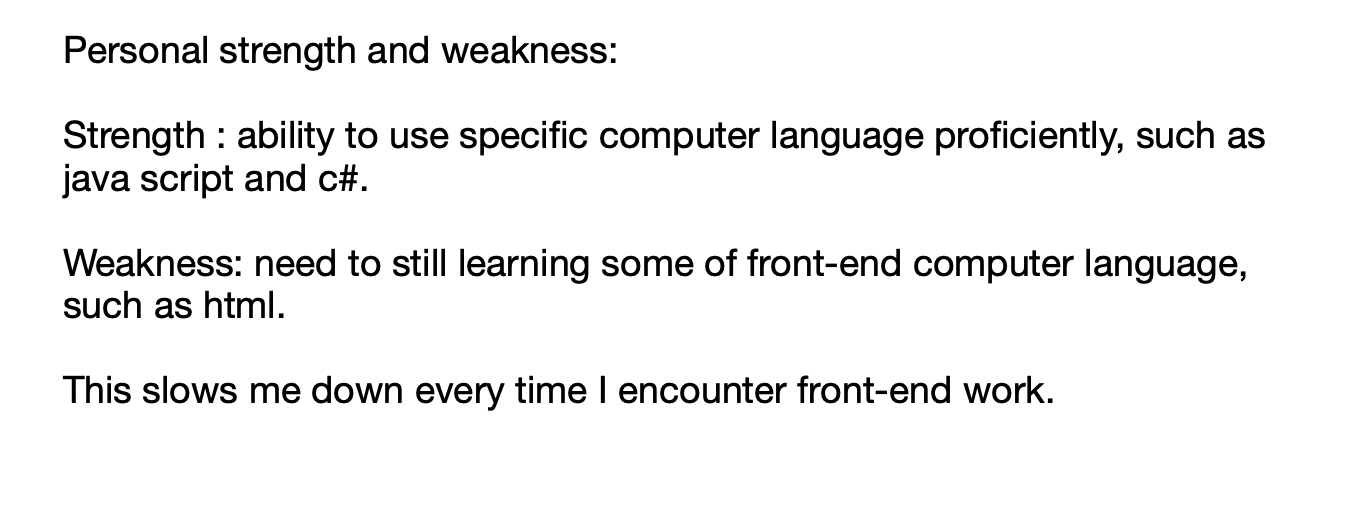 Personal strength and weakness:
Strength : ability to use specific computer language proficiently, such as
java script and c#.
Weakness: need to still learning some of front-end computer language,
such as html.
This slows me down every time I encounter front-end work.